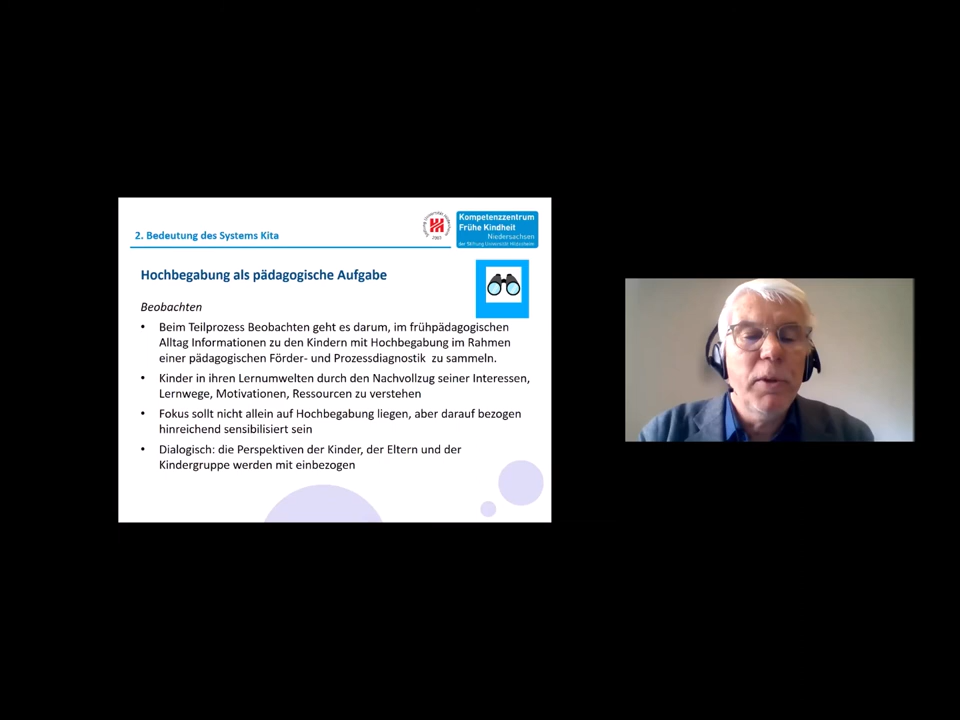 2. Bedeutung des Systems Kita
Kompetenzzentrum
Frühe Kindheit
Niedersachsen
der Stiftung Universität Hildesheim
Hochbegabung als pädagogische Aufgabe
Beobachten
• Beim Teilprozess Beobachten geht es darum, im frühpädagogischen
Alltag Informationen zu den Kindern mit Hochbegabung im Rahmen
einer pädagogischen Förder- und Prozessdiagnostik zu sammeln.
• Kinder in ihren Lernumwelten durch den Nachvollzug seiner Interessen,
Lernwege, Motivationen, Ressourcen zu verstehen
• Fokus sollt nicht allein auf Hochbegabung liegen, aber darauf bezogen
hinreichend sensibilisiert sein
• Dialogisch: die Perspektiven der Kinder, der Eltern und der
Kindergruppe werden mit einbezogen